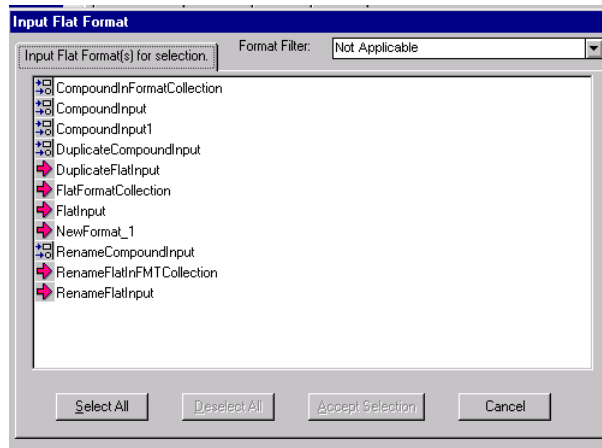 Input Flat Format
Input Flat Format(s) for selection.
Format Filter:
Not Applicable
CompoundInFormatCollection
CompoundInput
CompoundInput1
DuplicateCompoundInput
DuplicateFlatInput
FlatFormatCollection
FlatInput
NewFormat_1
RenameCompoundInput
RenameFlatInFMTCollection
RenameFlatInput
Select All
Deselect All
Accept Selection
Cancel